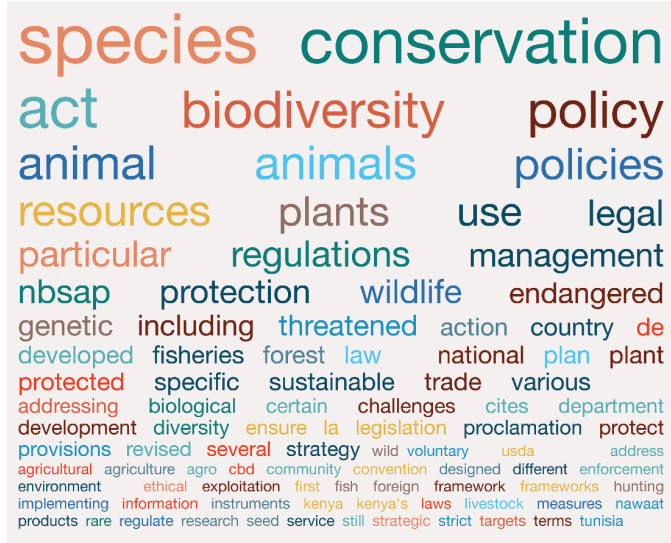 species conservation
act biodiversity policy
animal animals policies
resources plants use legal
particular regulations management
nbsap protection wildlife endangered
genetic including threatened action country de
developed fisheries forest law national plan plant
protected specific sustainable trade various
addressing biological certain challenges cites department
development diversity ensure la legislation proclamation protect
provisions revised several strategy wild voluntary usda address
agricultural agriculture agro cbd community convention designed different enforcement
environment ethical exploitation first fish foreign framework frameworks hunting
implementing information instruments kenya kenya's laws livestock measures nawaat
products rare regulate research seed service still strategic strict targets terms tunisia